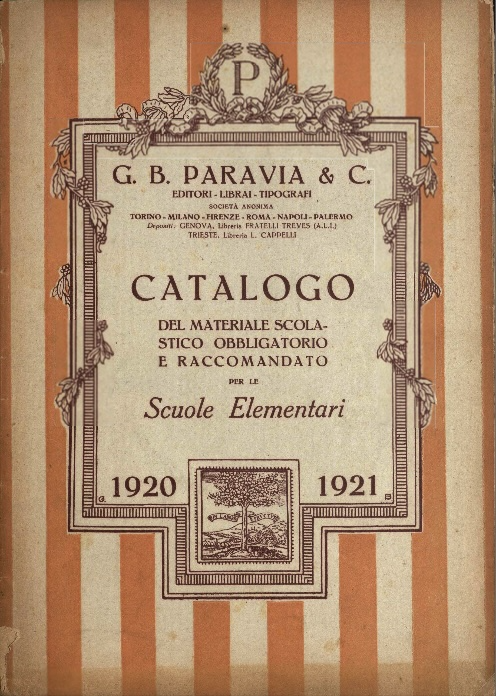 P
G. B. PARAVIA & C.
EDITORI - LIBRAI - TIPOGRAFI
SOCIETÀ ANONIMA
TORINO - MILANO - FIRENZE - ROMA - NAPOLI - PALERMO
Depositi: GENOVA, Libreria FRATELLI TREVES (A.L.I.)
TRIESTE, Libreria L. CAPPELLI
CATALOGO
DEL MATERIALE SCOLA-
STICO OBBLIGATORIO
E RACCOMANDATO
PER LE
Scuole Elementari
1920 1921